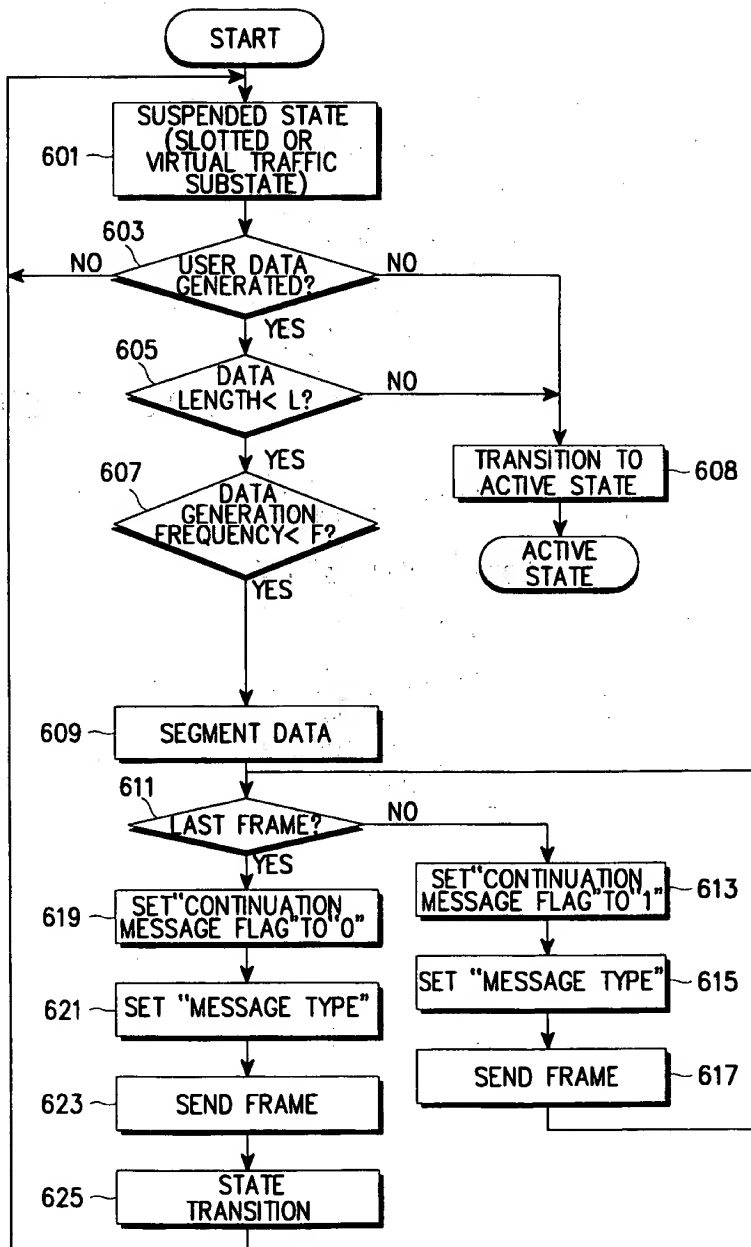 START
SUSPENDED STATE
(SLOTTED OR
VIRTUAL TRAFFIC
SUBSTATE)
601
603
NO
USER DATA
GENERATED?
NO
YES
605
DATA
LENGTH< L?
NO
YES
607
DATA
GENERATION
FREQUENCY< F?
YES
TRANSITION TO
ACTIVE STATE
608
ACTIVE
STATE
609
SEGMENT DATA
611
LAST FRAME?
NO
YES
SET"CONTINUATION
MESSAGE FLAG"TO"1"
613
619
SET"CONTINUATION
MESSAGE FLAG"TO"0"
SET "MESSAGE TYPE"
615
621
SET "MESSAGE TYPE"
SEND FRAME
617
623
SEND FRAME
625
STATE
TRANSITION